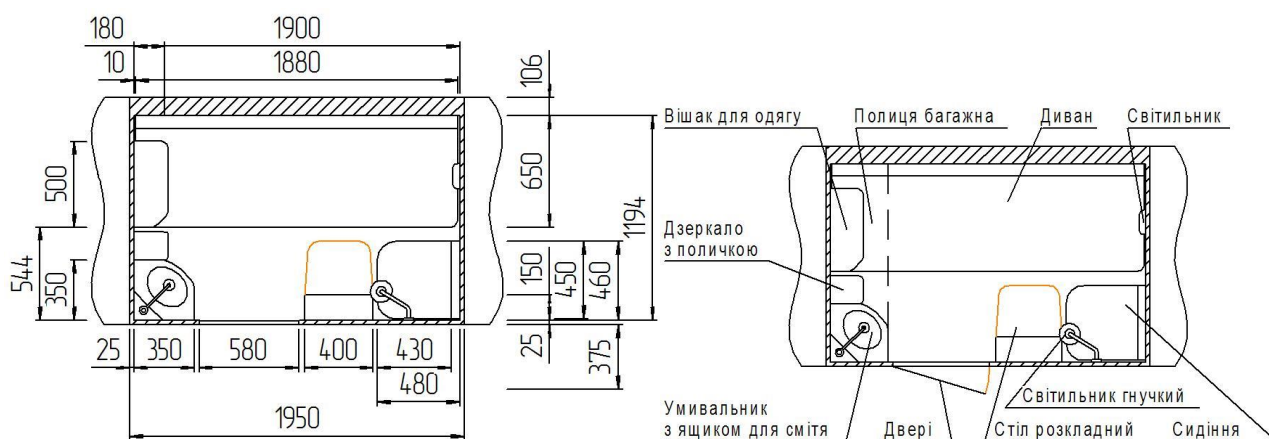 180
1900
10
1880
106
500
650
1194
544
350
150
450
460
25
350
580
400
430
25
375
480
1950
Вішак для одягу
Полиця багажна
Диван
Світильник
Дзеркало
з поличкою
Умивальник
з ящиком для смітя
Двері
Світильник гнучкий
Стіл розкладний
Сидіння